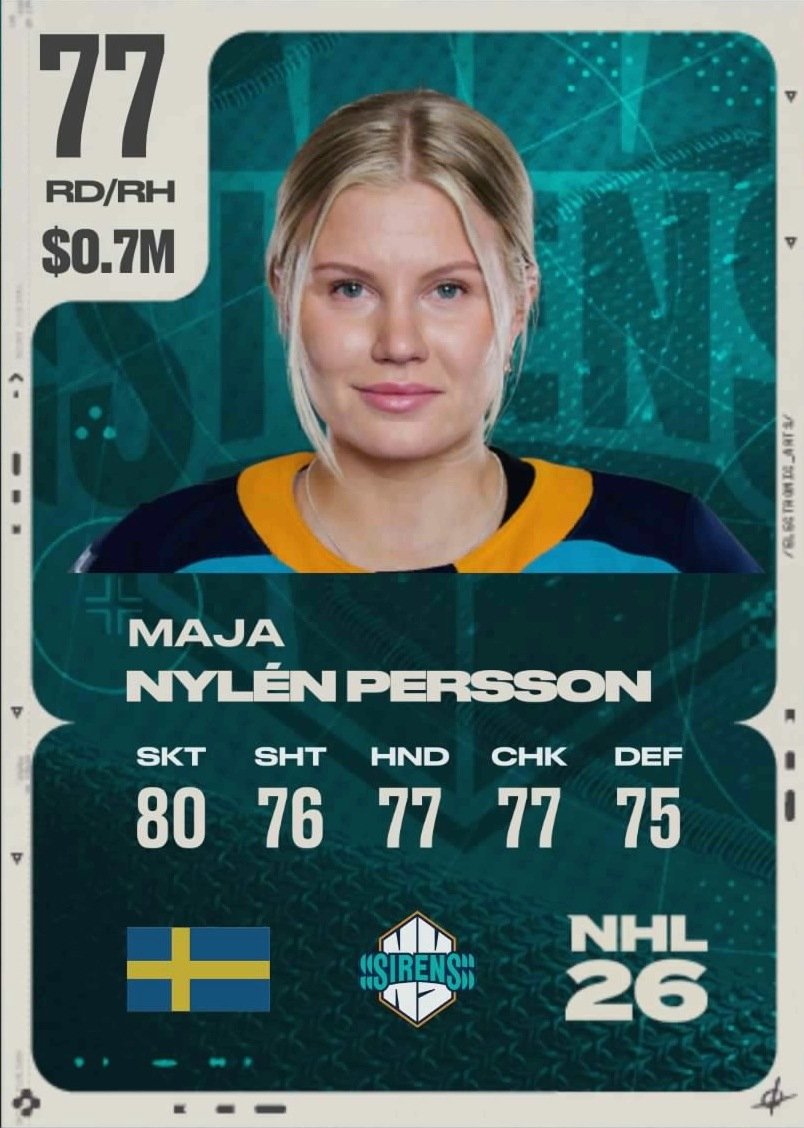 77
RD/RH
$0.7M
SIRENS
MAJA
NYLÉN PERSSON
SKT SHT HND CHK DEF
80 76 77 77 75
SIRENS
NHL
26